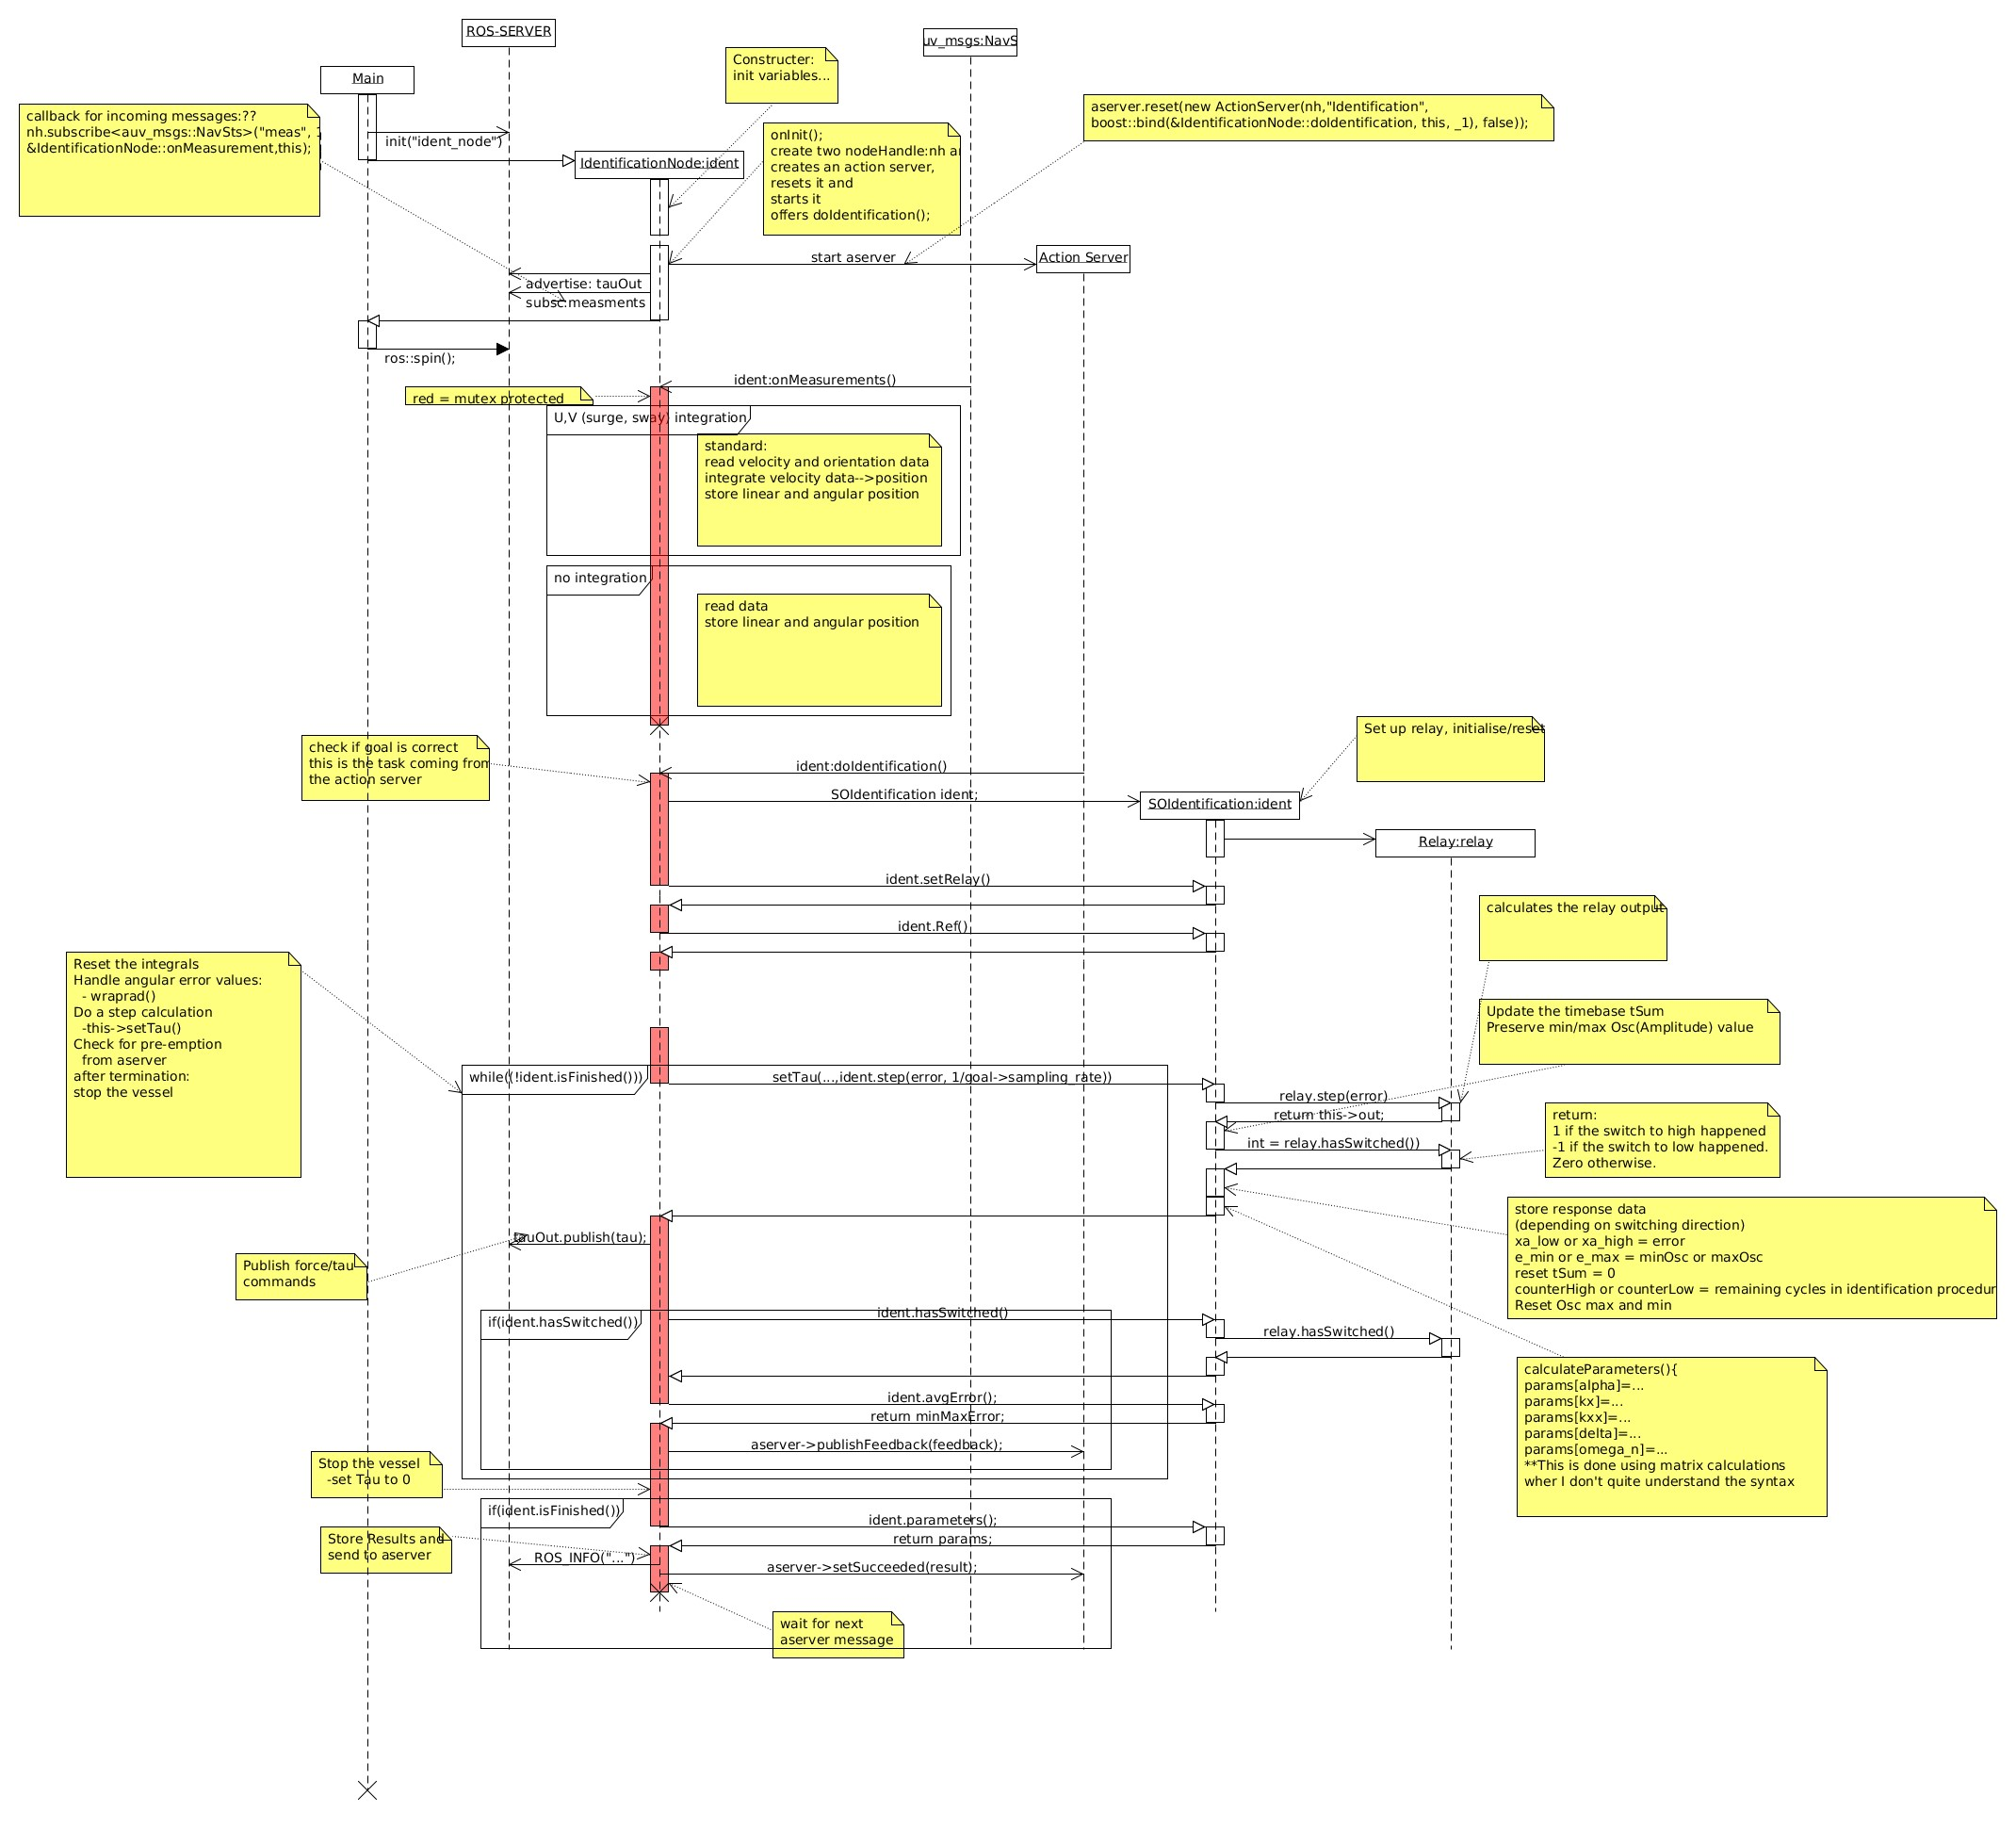 ROS-SERVER
uv_msgs:NavS
Main
Constructer:
init variables...
callback for incoming messages:??
nh.subscribe<auv_msgs::NavSts>("meas",
&IdentificationNode::onMeasurement,this);
aserver.reset(new ActionServer(nh,"Identification",
boost::bind(&IdentificationNode::doIdentification, this, _1), false));
init("ident_node")
onInit();
create two nodeHandle:nh ar
creates an action server,
resets it and
starts it
offers doIdentification();
IdentificationNode:ident
start aserver
Action Server
advertise: tauOut
subsc.measments
ros::spin();
ident:onMeasurements()
red = mutex protected
U,V (surge, sway) integration
standard:
read velocity and orientation data
integrate velocity data-->position
store linear and angular position
no integration
read data
store linear and angular position
Set up relay, initialise/reset
check if goal is correct
this is the task coming from
the action server
ident:doIdentification()
SOIdentification ident;
SOIdentification:ident
Relay:relay
ident.setRelay()
calculates the relay output
ident.Ref()
Reset the integrals
Handle angular error values:
- wraprad()
Do a step calculation
-this->setTau()
Check for pre-emption
from aserver
after termination:
stop the vessel
Update the timebase tSum
Preserve min/max Osc(Amplitude) value
while((!ident.isFinished()))
setTau(...,ident.step(error, 1/goal->sampling_rate))
relay.step(error)
return this->out;
int = relay.hasSwitched())
return:
1 if the switch to high happened
-1 if the switch to low happened.
Zero otherwise.
store response data
(depending on switching direction)
xa_low or xa_high = error
e_min or e_max = minOsc or maxOsc
reset tSum = 0
counterHigh or counterLow = remaining cycles in identification procedur
Reset Osc max and min
tauOut.publish(tau);
Publish force/tau
commands
if(ident.hasSwitched())
ident.hasSwitched()
relay.hasSwitched()
calculateParameters(){
params[alpha]=...
params[kx]=...
params[kxx]=...
params[delta]=...
params[omega_n]=...
**This is done using matrix calculations
wher I don't quite understand the syntax
ident.avgError();
return minMaxError;
aserver->publishFeedback(feedback);
Stop the vessel
-set Tau to 0
if(ident.isFinished())
ident.parameters();
return params;
Store Results and
send to aserver
ROS_INFO("...")
aserver->setSucceeded(result);
wait for next
aserver message